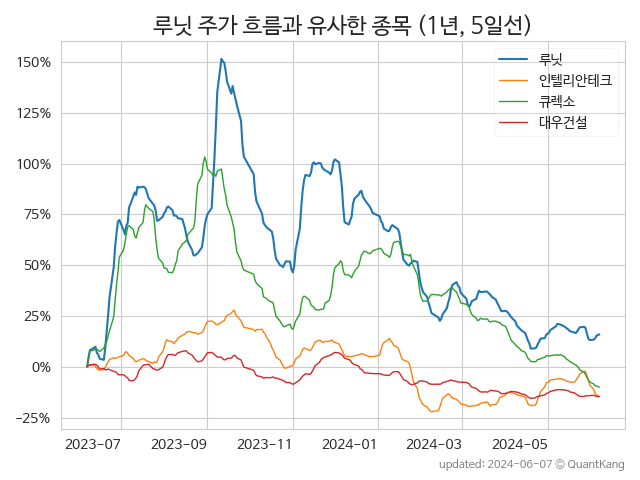 루닛 주가 흐름과 유사한 종목 (1년, 5일선)
루닛
인텔리안테크
큐렉소
대우건설
150%
125%
100%
75%
50%
25%
0%
−25%
2023-07 2023-09 2023-11 2024-01 2024-03 2024-05
updated: 2024-06-07 © QuantKang